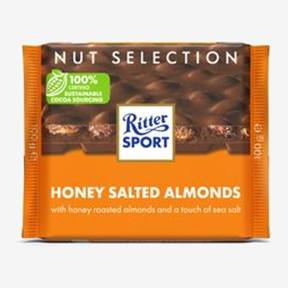 NUT SELECTION
100%
CERTIFIED
SUSTAINABLE
COCOA SOURCING
Ritter
SPORT
HONEY SALTED ALMONDS
with honey roasted almonds and a touch of sea salt
100 g e